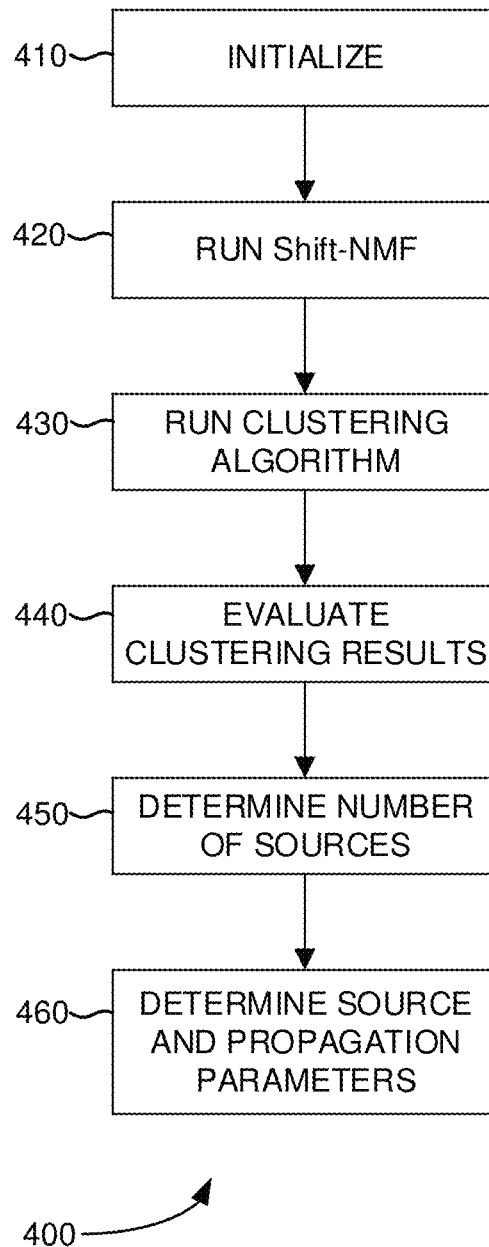 410
INITIALIZE
420
RUN Shift-NMF
430
RUN CLUSTERING
ALGORITHM
440
EVALUATE
CLUSTERING RESULTS
450
DETERMINE NUMBER
OF SOURCES
460
DETERMINE SOURCE
AND PROPAGATION
PARAMETERS
400